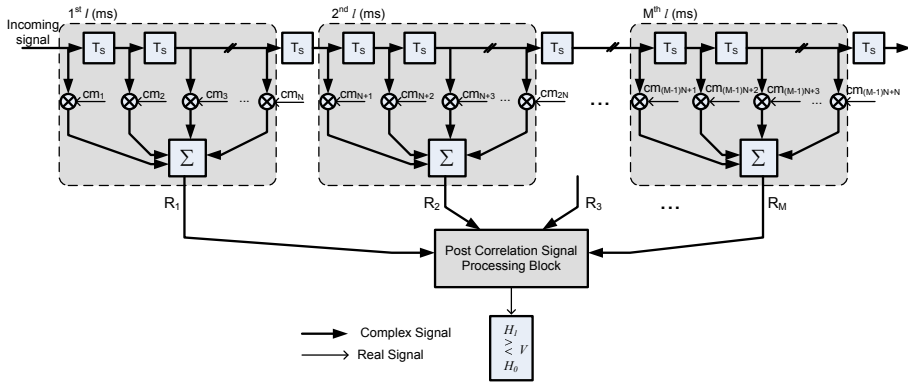 1st l (ms)
2nd l (ms)
Mth l (ms)
Incoming
signal
TS TS TS TS TS TS TS TS TS
cm1 cm2 cm3 ... cmN
cmN+1 cmN+2 cmN+3 ... cm2N
...
cm(M-1)N+1 cm(M-1)N+2 cm(M-1)N+3 ... cm(M-1)N+N
Σ Σ Σ
R1 R2 R3 ... RM
Post Correlation Signal
Processing Block
Complex Signal
Real Signal
H1
>
< V
H0